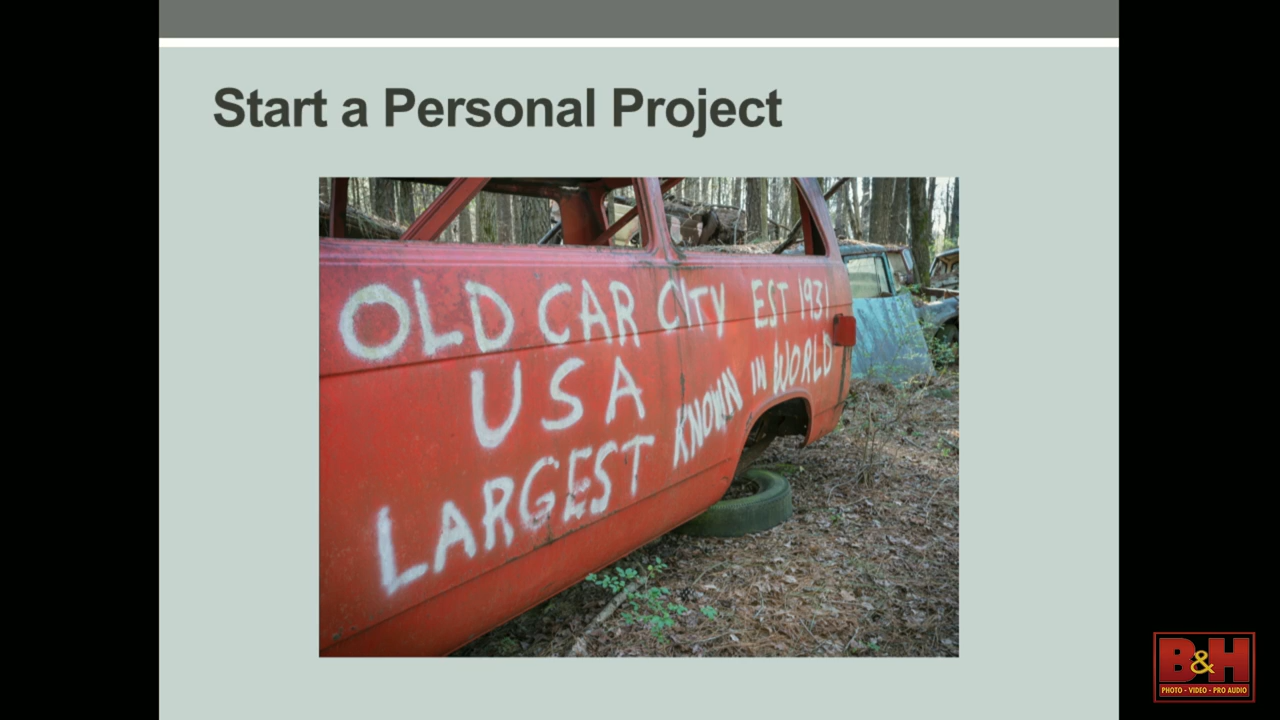 Start a Personal Project
OLD CAR CITY EST 1931
USA
LARGEST KNOWN IN WORLD
B&H
PHOTO - VIDEO - PRO AUDIO